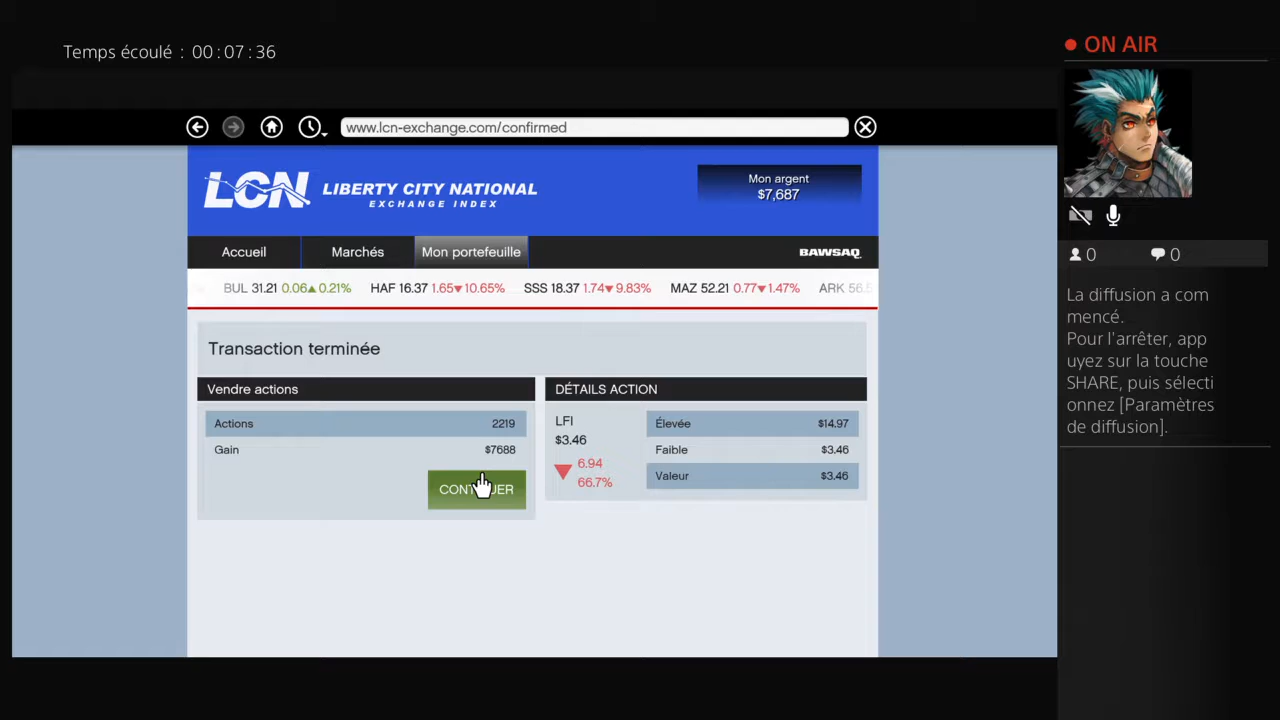 Temps écoulé : 00:07:36
ON AIR
www.lcn-exchange.com/confirmed
LCN LIBERTY CITY NATIONAL
EXCHANGE INDEX
Mon argent
$7,687
Accueil Marchés Mon portefeuille BAWSAQ
BUL 31.21 0.06▲0.21% HAF 16.37 1.65▼10.65% SSS 18.37 1.74▼9.83% MAZ 52.21 0.77▼1.47% ARK 56.5
Transaction terminée
Vendre actions
Actions 2219
Gain $7688
DÉTAILS ACTION
LFI
$3.46
6.94
66.7%
Élevée $14.97
Faible $3.46
Valeur $3.46
0 0
La diffusion a com
mencé.
Pour l'arrêter, app
uyez sur la touche
SHARE, puis sélecti
onnez [Paramètres
de diffusion].